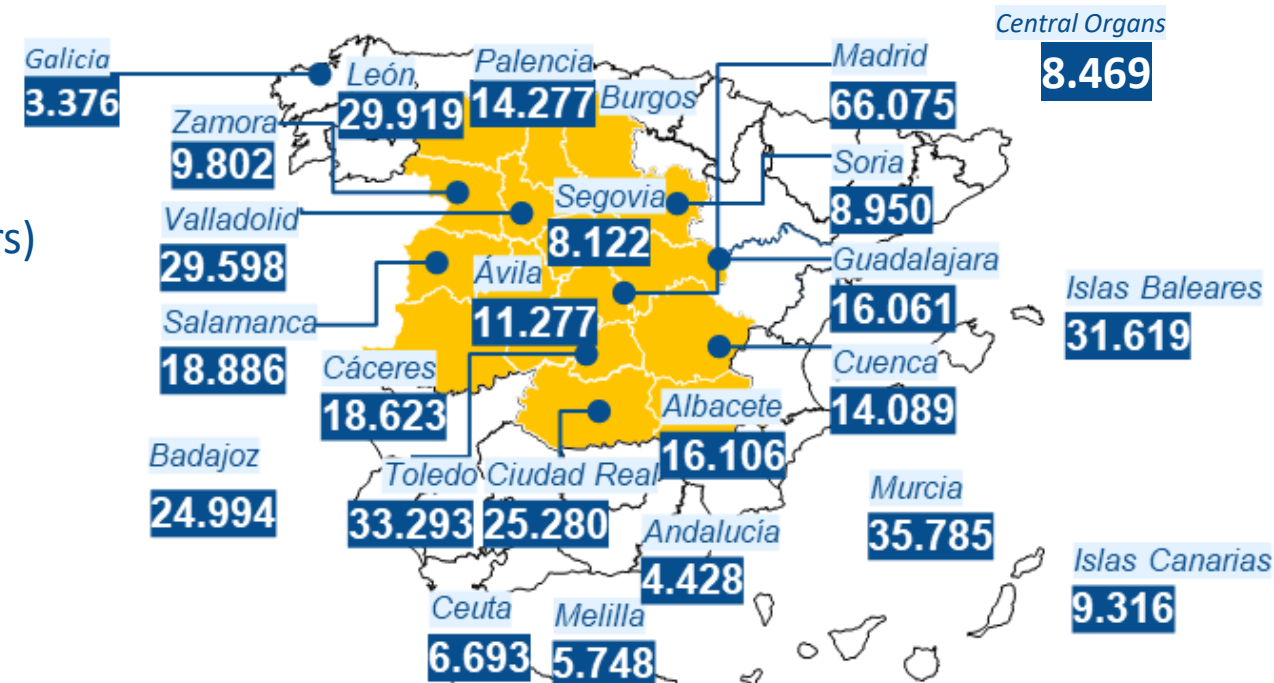 Central Organs
8.469
Galicia
3.376
León
29.919
Palencia
14.277
Burgos
Madrid
66.075
Zamora
9.802
Soria
8.950
Segovia
8.122
Valladolid
29.598
rs)
Ávila
11.277
Guadalajara
16.061
Islas Baleares
31.619
Salamanca
18.886
Cáceres
18.623
Cuenca
14.089
Albacete
16.106
Badajoz
24.994
Toledo
33.293
Ciudad Real
25.280
Murcia
35.785
Andalucía
4.428
Islas Canarias
9.316
Ceuta
6.693
Melilla
5.748